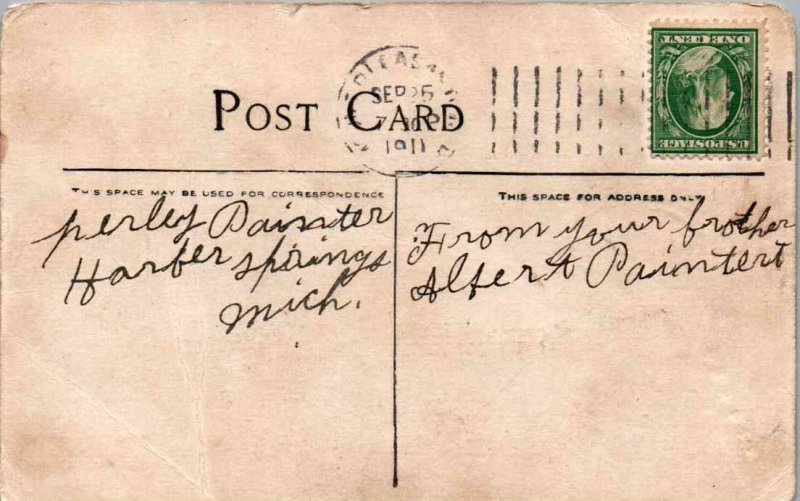 POST CARD
SEP 25
1911
ONE CENT
U.S.POSTAGE
THIS SPACE MAY BE USED FOR CORRESPONDENCE
THIS SPACE FOR ADDRESS ONLY
perley Painter
Harber springs
Mich.
From your brother
Alfert Paintert